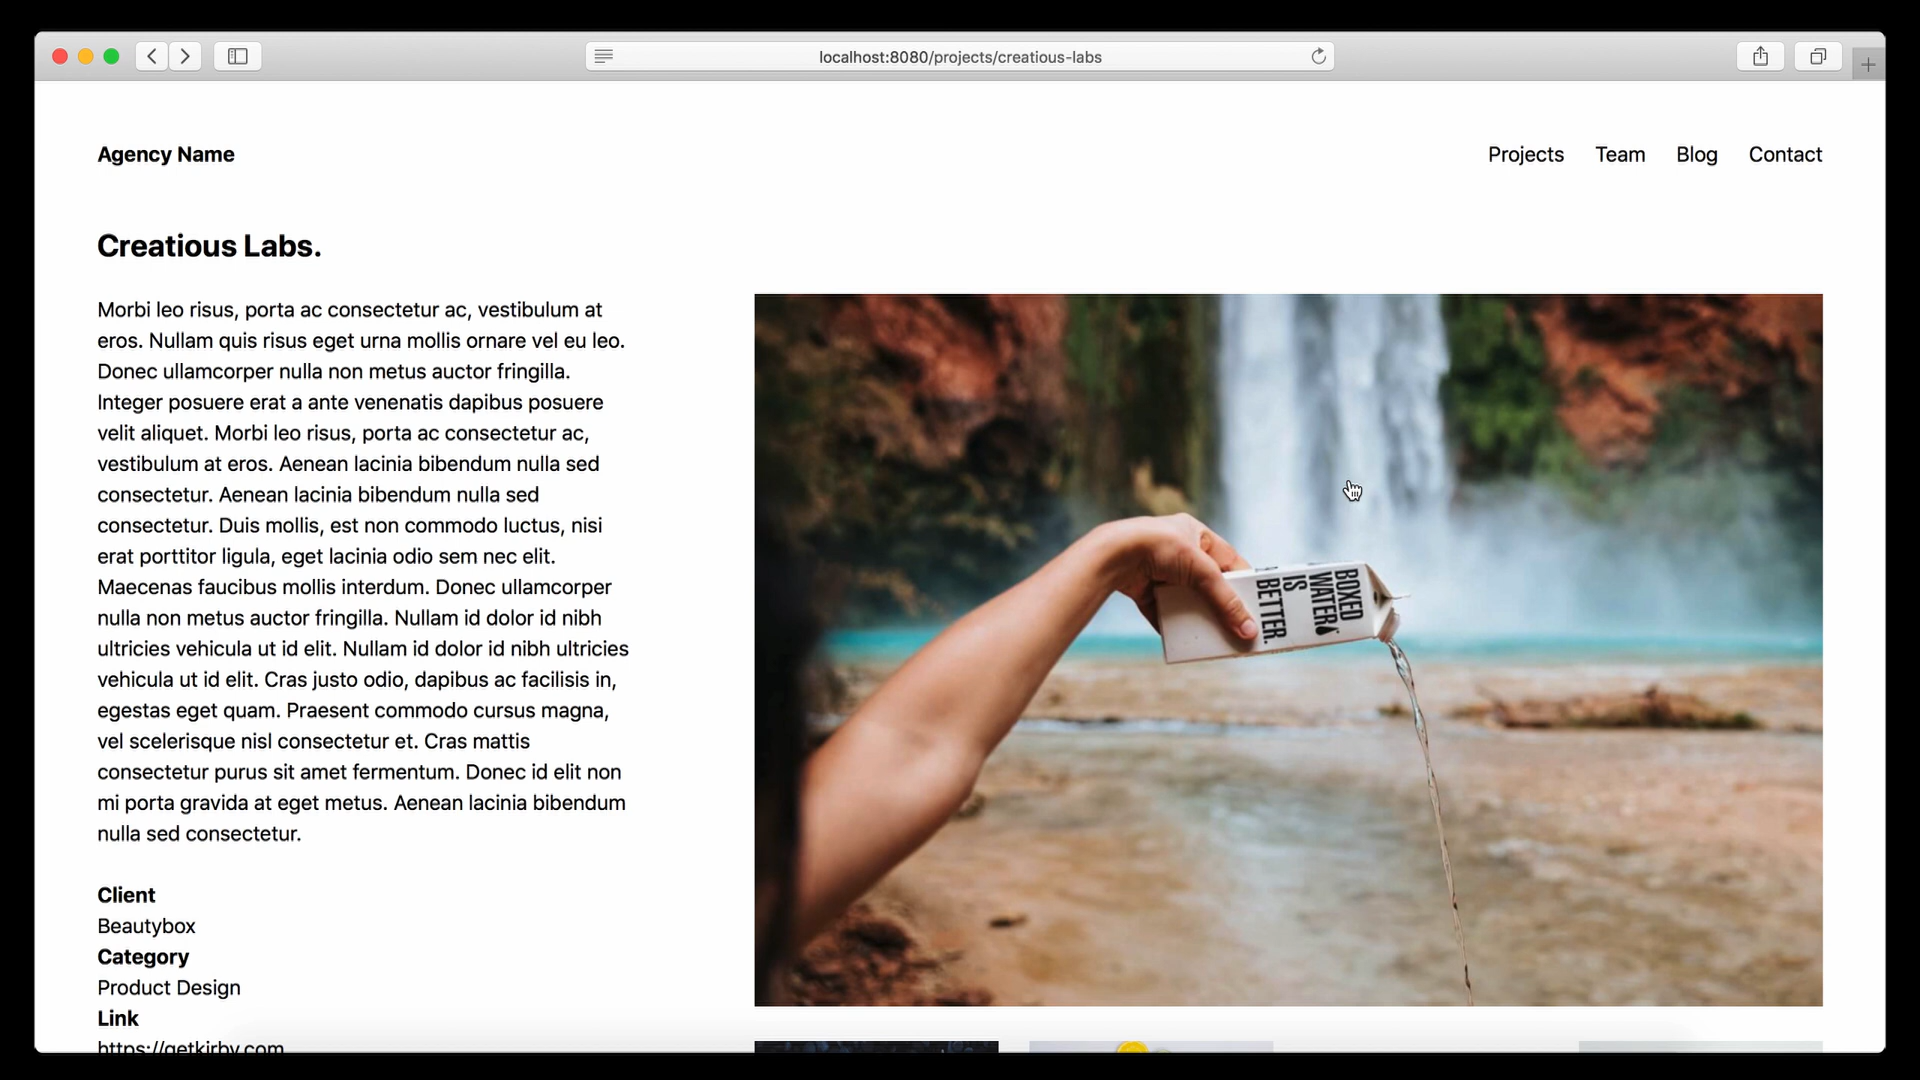 localhost:8080/projects/creatious-labs
Agency Name
Projects Team Blog Contact
Creatious Labs.
Morbi leo risus, porta ac consectetur ac, vestibulum at
eros. Nullam quis risus eget urna mollis ornare vel eu leo.
Donec ullamcorper nulla non metus auctor fringilla.
Integer posuere erat a ante venenatis dapibus posuere
velit aliquet. Morbi leo risus, porta ac consectetur ac,
vestibulum at eros. Aenean lacinia bibendum nulla sed
consectetur. Aenean lacinia bibendum nulla sed
consectetur. Duis mollis, est non commodo luctus, nisi
erat porttitor ligula, eget lacinia odio sem nec elit.
Maecenas faucibus mollis interdum. Donec ullamcorper
nulla non metus auctor fringilla. Nullam id dolor id nibh
ultricies vehicula ut id elit. Nullam id dolor id nibh ultricies
vehicula ut id elit. Cras justo odio, dapibus ac facilisis in,
egestas eget quam. Praesent commodo cursus magna,
vel scelerisque nisl consectetur et. Cras mattis
consectetur purus sit amet fermentum. Donec id elit non
mi porta gravida at eget metus. Aenean lacinia bibendum
nulla sed consectetur.
Client
Beautybox
Category
Product Design
Link
https://getkirby.com
BOXED
WATER
IS
BETTER.